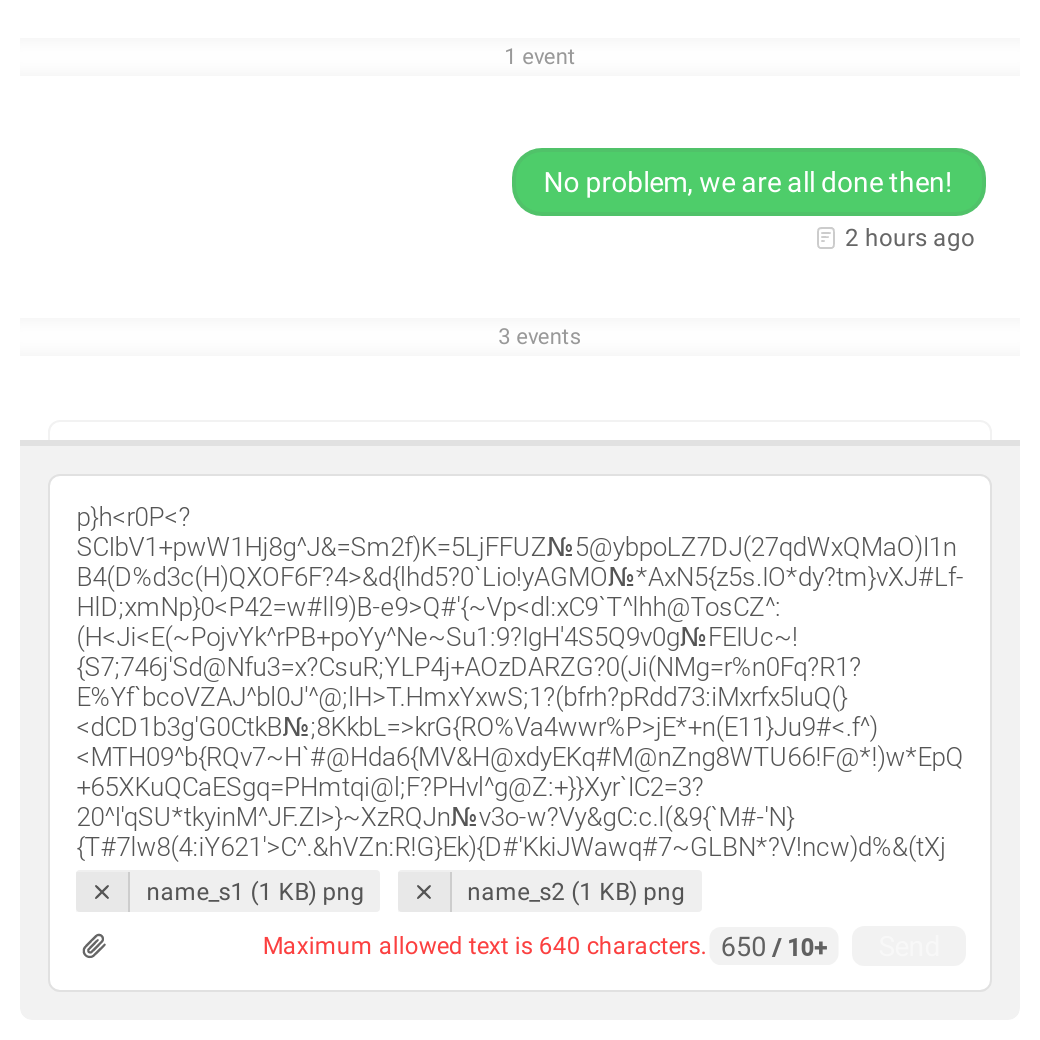 1 event
No problem, we are all done then!
2 hours ago
3 events
p}h<r0P<?
SCIbV1+pwW1Hj8g^J&=Sm2f)K=5LjFFUZ№5@ybpoLZ7DJ(27qdWxQMaO)I1n
B4(D%d3c(H)QXOF6F?4>&d{lhd5?0`Lio!yAGMO№*AxN5{z5s.IO*dy?tm}vXJ#Lf-
HlD;xmNp}0<P42=w#ll9)B-e9>Q#'{~Vp<dl:xC9`T^lhh@TosCZ^:
(H<Ji<E(~PojvYk^rPB+poYy^Ne~Su1:9?IgH'4S5Q9v0g№FEIUc~!
{S7;746j'Sd@Nfu3=x?CsuR;YLP4j+AOzDARZG?0(Ji(NMg=r%n0Fq?R1?
E%Yf`bcoVZAJ^bl0J'^@;lH>T.HmxYxwS;1?(bfrh?pRdd73:iMxrfx5luQ(}
<dCD1b3g'G0CtkB№;8KkbL=>krG{RO%Va4wwr%P>jE*+n(E11}Ju9#<.f^)
<MTH09^b{RQv7~H`#@Hda6{MV&H@xdyEKq#M@nZng8WTU66!F@*!)w*EpQ
+65XKuQCaESgq=PHmtqi@l;F?PHvl^g@Z:+}}Xyr`IC2=3?
20^l'qSU*tkyinM^JF.ZI>}~XzRQJn№v3o-w?Vy&gC:c.l(&9{`M#-'N}
{T#7lw8(4:iY621'>C^.&hVZn:R!G}Ek){D#'KkiJWawq#7~GLBN*?V!ncw)d%&(tXj
name_s1 (1 KB) png
name_s2 (1 KB) png
Maximum allowed text is 640 characters.
650 / 10+
Send